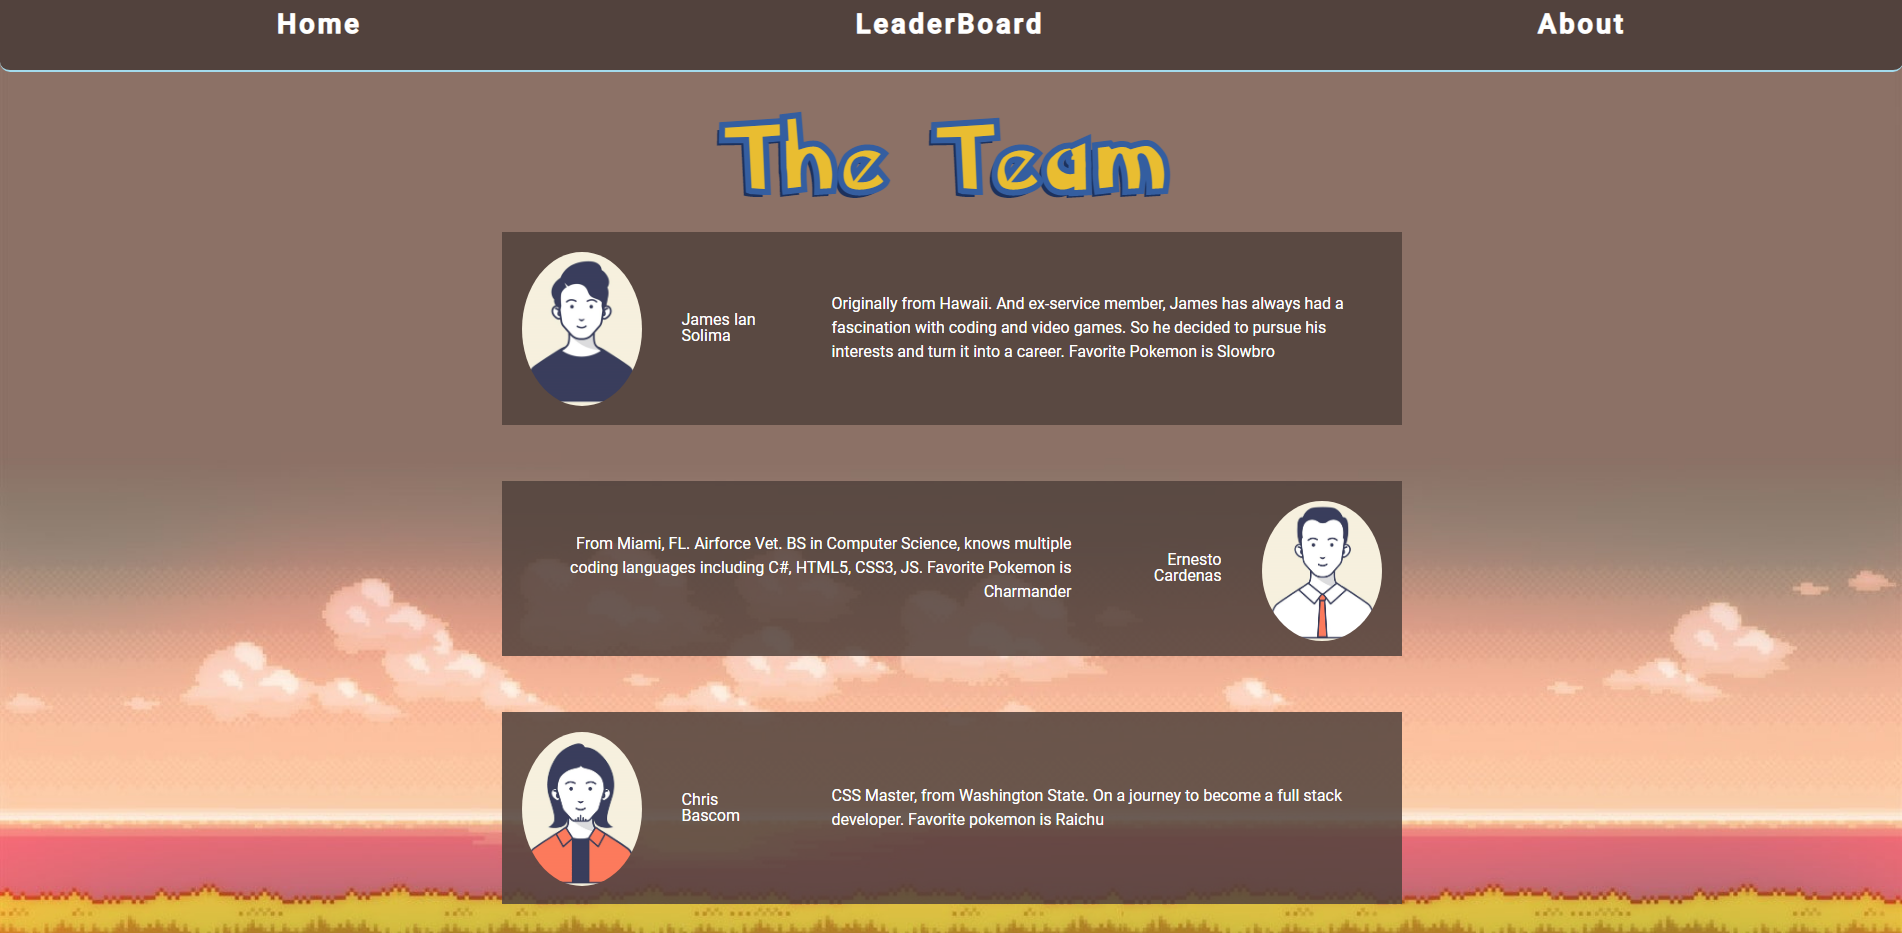 Home LeaderBoard About
The Team
James Ian
Solima
Originally from Hawaii. And ex-service member, James has always had a
fascination with coding and video games. So he decided to pursue his
interests and turn it into a career. Favorite Pokemon is Slowbro
From Miami, FL. Airforce Vet. BS in Computer Science, knows multiple
coding languages including C#, HTML5, CSS3, JS. Favorite Pokemon is
Charmander
Ernesto
Cardenas
Chris
Bascom
CSS Master, from Washington State. On a journey to become a full stack
developer. Favorite pokemon is Raichu